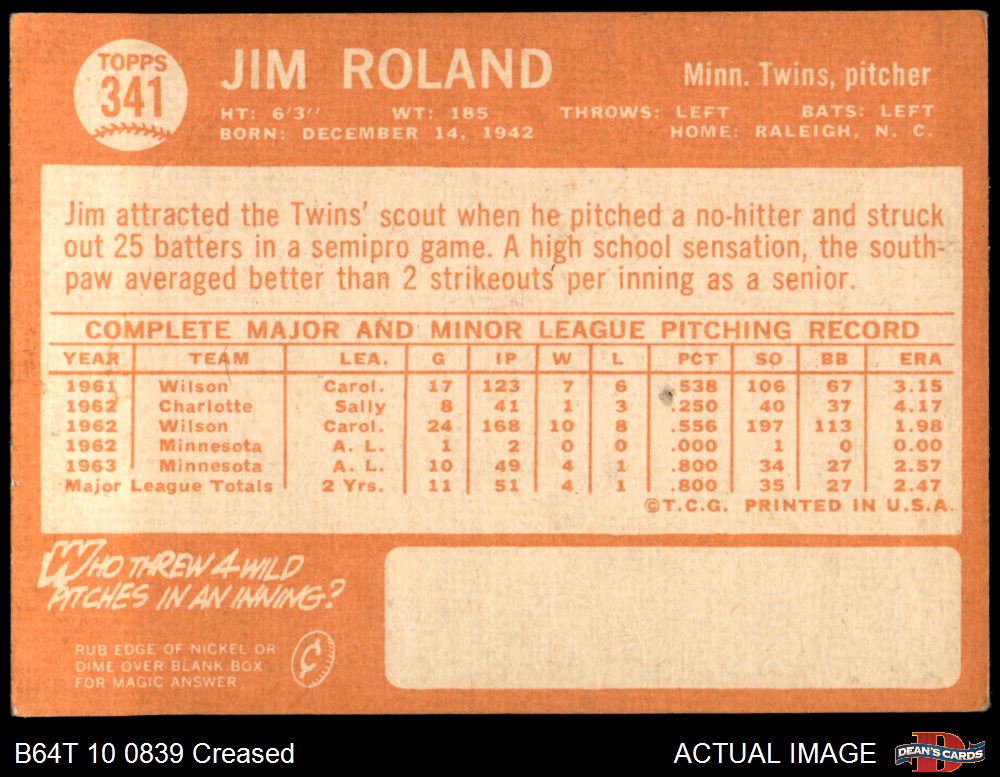 TOPPS
341
JIM ROLAND
Minn. Twins, pitcher
HT: 6'3" WT: 185 THROWS: LEFT BATS: LEFT
BORN: DECEMBER 14, 1942 HOME: RALEIGH, N. C.
Jim attracted the Twins' scout when he pitched a no-hitter and struck
out 25 batters in a semipro game. A high school sensation, the south-
paw averaged better than 2 strikeouts per inning as a senior.
COMPLETE MAJOR AND MINOR LEAGUE PITCHING RECORD
YEAR TEAM LEA. G IP W L PCT SO BB ERA
1961 Wilson Carol. 17 123 7 6 .538 106 67 3.15
1962 Charlotte Sally 8 41 1 3 .250 40 37 4.17
1962 Wilson Carol. 24 168 10 8 .556 197 113 1.98
1962 Minnesota A. L. 1 2 0 0 .000 1 0 0.00
1963 Minnesota A. L. 10 49 4 1 .800 34 27 2.57
Major League Totals 2 Yrs. 11 51 4 1 .800 35 27 2.47
©T.C.G. PRINTED IN U.S.A.
WHO THREW 4 WILD
PITCHES IN AN INNING?
RUB EDGE OF NICKEL OR
DIME OVER BLANK BOX
FOR MAGIC ANSWER
¢
B64T 10 0839 Creased
ACTUAL IMAGE
DEAN'S CARDS